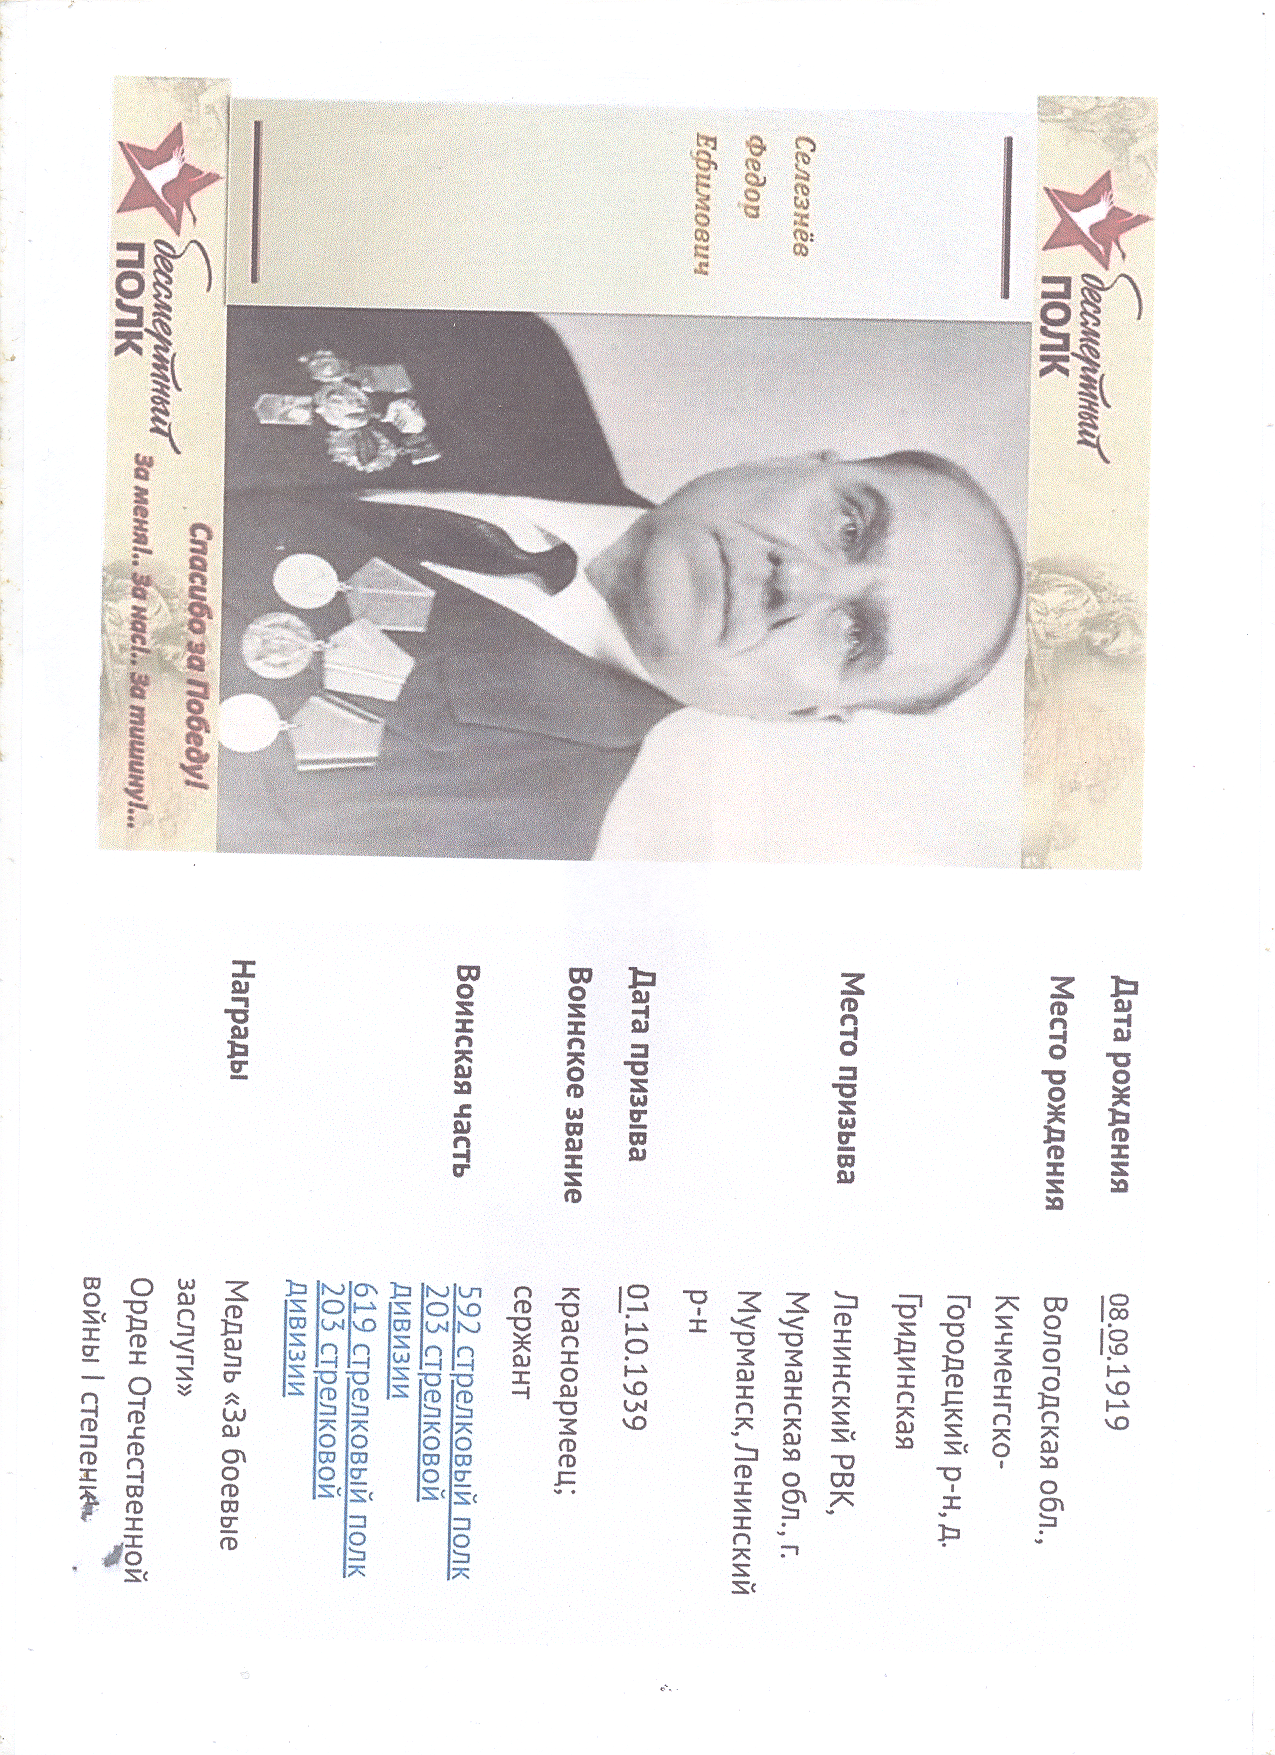 бессмертный
ПОЛК
Селезнёв
Федор
Ефимович
бессмертный
ПОЛК
Спасибо за Победу!
За меня!.. За нас!.. За тишину!...
Дата рождения 08.09.1919
Место рождения Вологодская обл.,
Кичменгско-
Городецкий р-н, д.
Гридинская
Место призыва Ленинский РВК,
Мурманская обл., г.
Мурманск, Ленинский
р-н
Дата призыва 01.10.1939
Воинское звание красноармеец;
сержант
Воинская часть 592 стрелковый полк
203 стрелковой
дивизии
619 стрелковый полк
203 стрелковой
дивизии
Награды Медаль «За боевые
заслуги»
Орден Отечественной
войны I степени